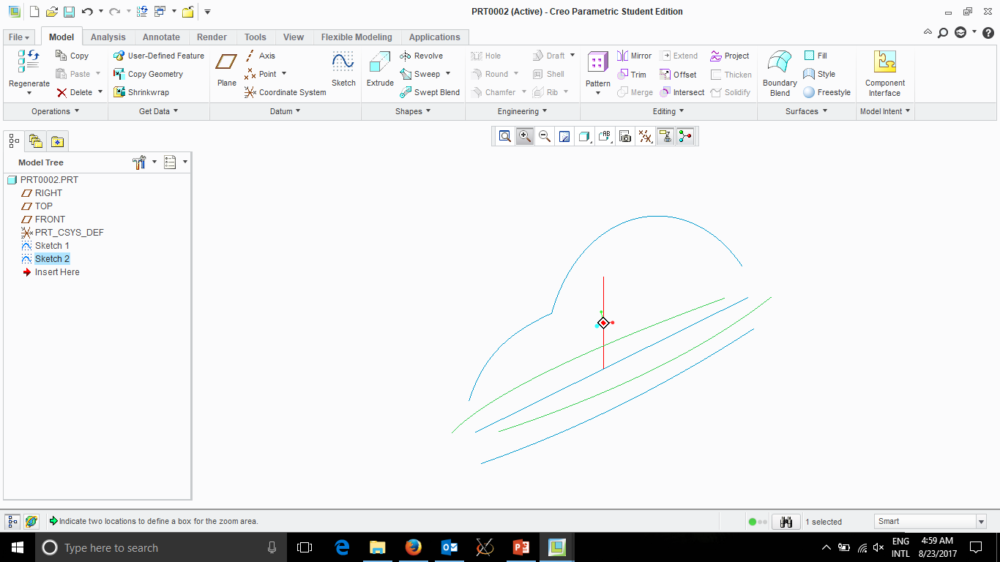 PRT0002 (Active) - Creo Parametric Student Edition
File Model Analysis Annotate Render Tools View Flexible Modeling Applications
Copy User-Defined Feature Axis Revolve Hole Draft Mirror Extend Project Fill
Paste Copy Geometry Point Sweep Round Shell Trim Offset Thicken Style
Regenerate Plane Sketch Extrude Pattern Boundary Blend Component Interface
Delete Shrinkwrap Coordinate System Swept Blend Chamfer Rib Merge Intersect Solidify Freestyle
Operations Get Data Datum Shapes Engineering Editing Surfaces Model Intent
AB
Model Tree
PRT0002.PRT
RIGHT
TOP
FRONT
PRT_CSYS_DEF
Sketch 1
Sketch 2
Insert Here
Indicate two locations to define a box for the zoom area.
1 selected
Smart
Type here to search
ENG
INTL
4:59 AM
8/23/2017